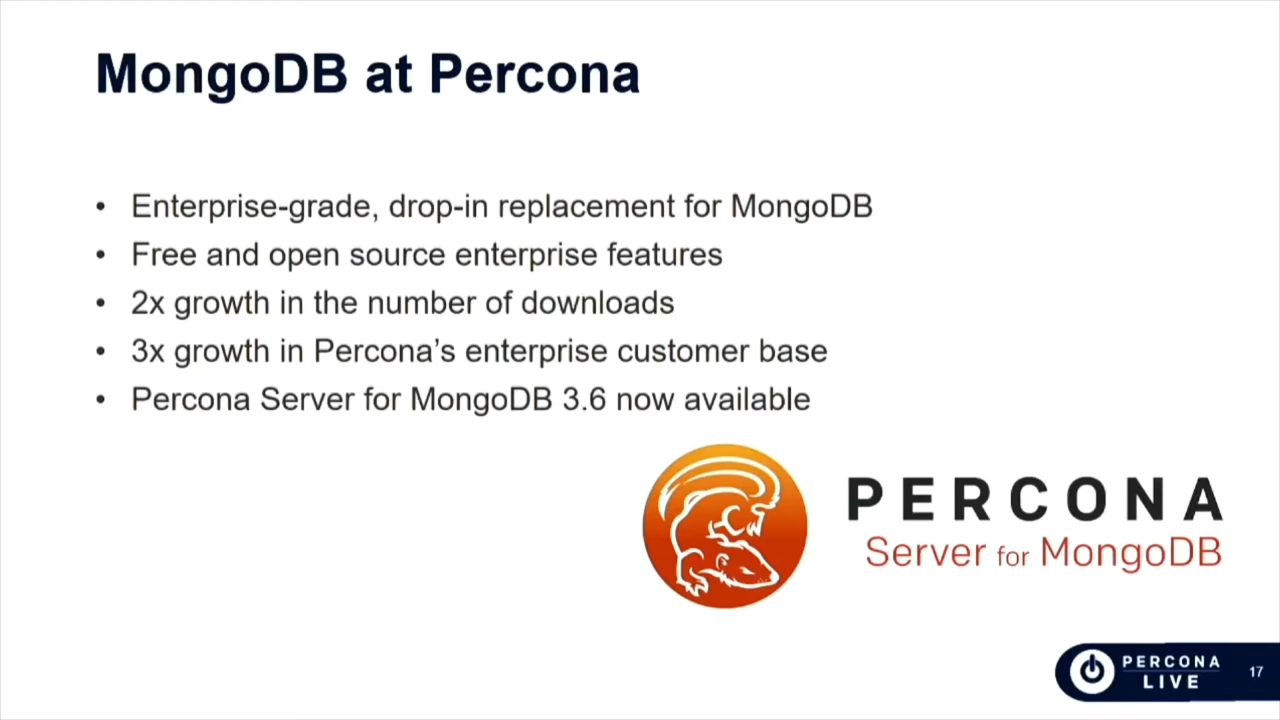 MongoDB at Percona
• Enterprise-grade, drop-in replacement for MongoDB
• Free and open source enterprise features
• 2x growth in the number of downloads
• 3x growth in Percona’s enterprise customer base
• Percona Server for MongoDB 3.6 now available
PERCONA
Server for MongoDB
PERCONA
LIVE
17